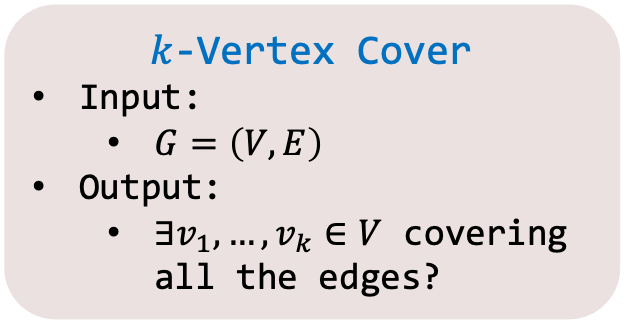 k-Vertex Cover
• Input:
• G = (V, E)
• Output:
• ∃v₁, …, vₖ ∈ V covering
all the edges?